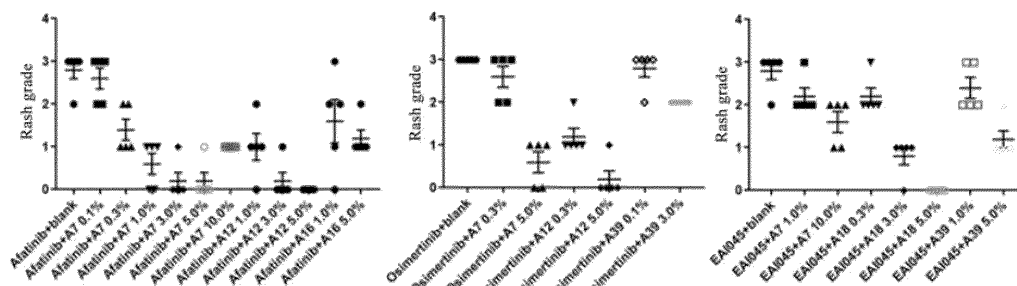 Rash grade
4
3
2
1
0
Afatinib+blank
Afatinib+A7 0.1%
Afatinib+A7 0.3%
Afatinib+A7 1.0%
Afatinib+A7 3.0%
Afatinib+A7 5.0%
Afatinib+A7 10.0%
Afatinib+A12 1.0%
Afatinib+A12 3.0%
Afatinib+A12 5.0%
Afatinib+A18 1.0%
Afatinib+A18 5.0%
Rash grade
4
3
2
1
0
Osimertinib+blank
Osimertinib+A7 0.3%
Osimertinib+A7 5.0%
Osimertinib+A12 0.3%
Osimertinib+A12 5.0%
Osimertinib+A39 0.1%
Osimertinib+A39 3.0%
Rash grade
4
3
2
1
0
EAI045+blank
EAI045+A7 1.0%
EAI045+A7 10.0%
EAI045+A18 0.3%
EAI045+A18 3.0%
EAI045+A18 5.0%
EAI045+A39 1.0%
EAI045+A39 5.0%